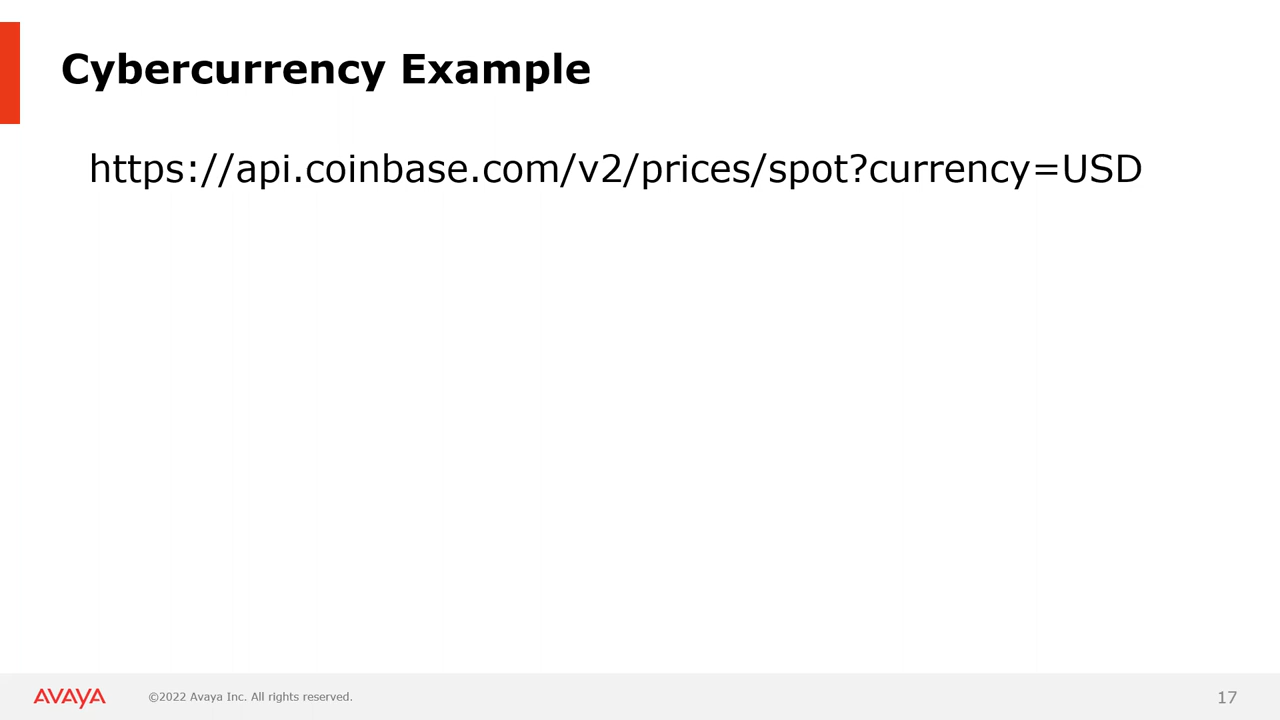 Cybercurrency Example
https://api.coinbase.com/v2/prices/spot?currency=USD
AVAYA
©2022 Avaya Inc. All rights reserved.
17